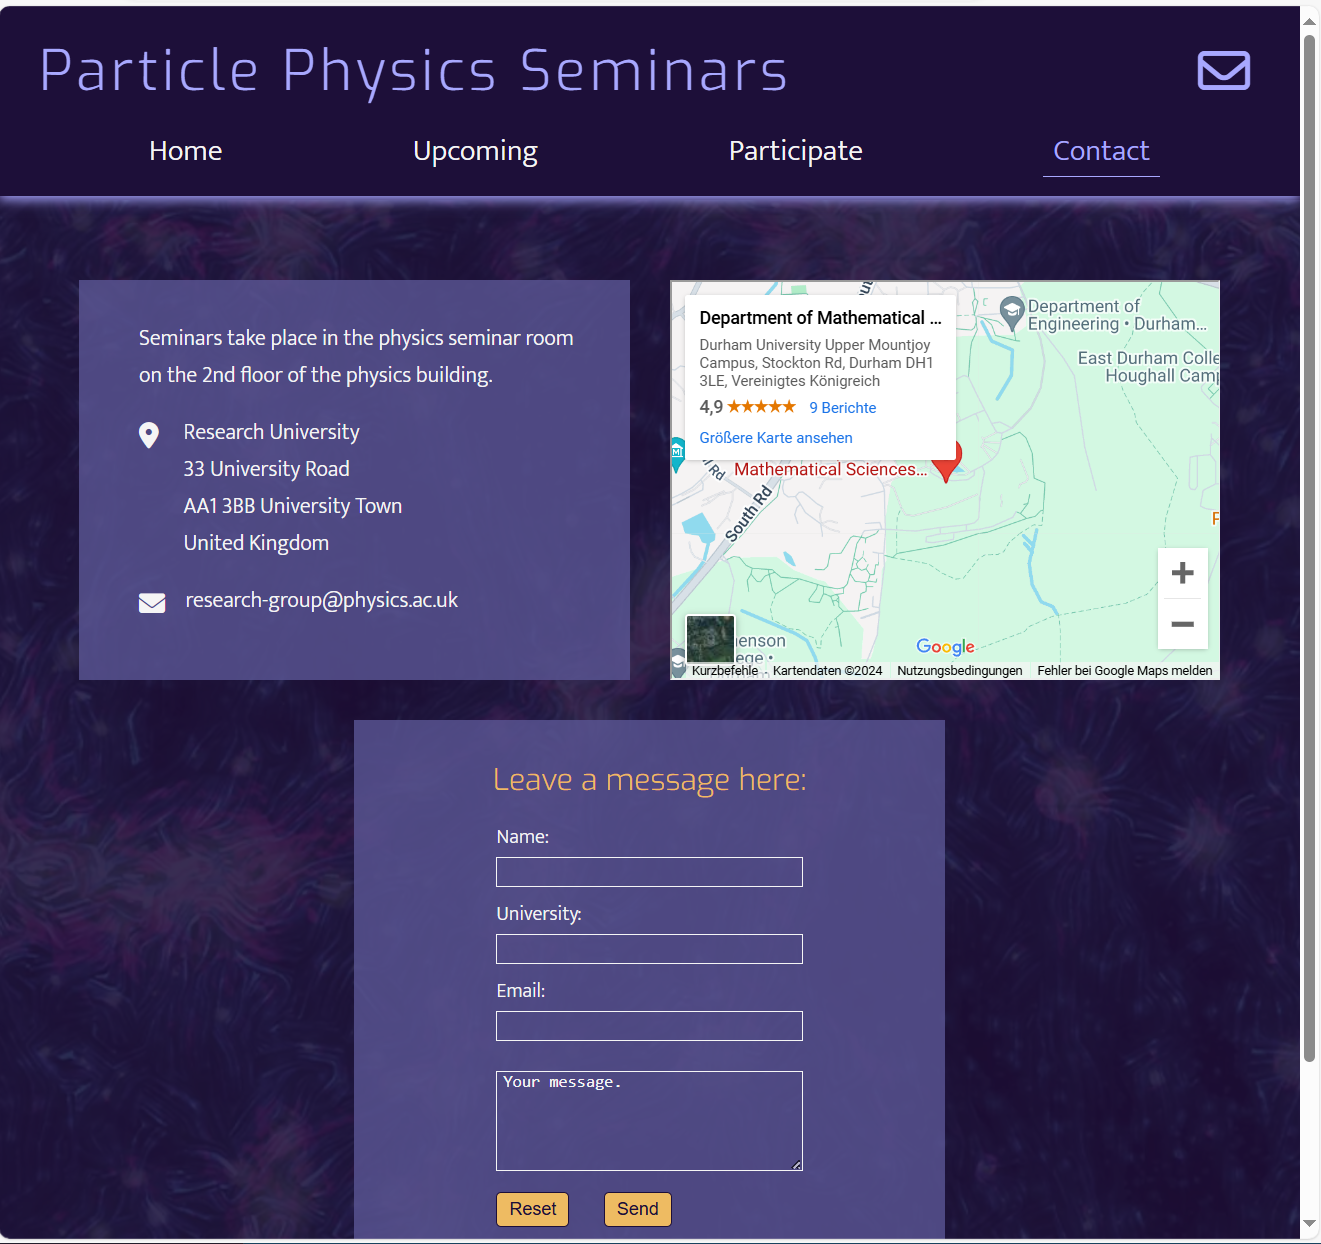 Particle Physics Seminars
Home
Upcoming
Participate
Contact
Seminars take place in the physics seminar room
on the 2nd floor of the physics building.
Research University
33 University Road
AA1 3BB University Town
United Kingdom
research-group@physics.ac.uk
Department of Mathematical ...
Durham University Upper Mountjoy
Campus, Stockton Rd, Durham DH1
3LE, Vereinigtes Königreich
4,9 ★★★★★ 9 Berichte
Größere Karte ansehen
Department of
Engineering • Durham...
East Durham Colle
Houghall Camp
Mathematical Sciences...
Rd
South Rd
Google
Kurzbefehle
Kartendaten ©2024
Nutzungsbedingungen
Fehler bei Google Maps melden
Leave a message here:
Name:
University:
Email:
Your message.
Reset
Send